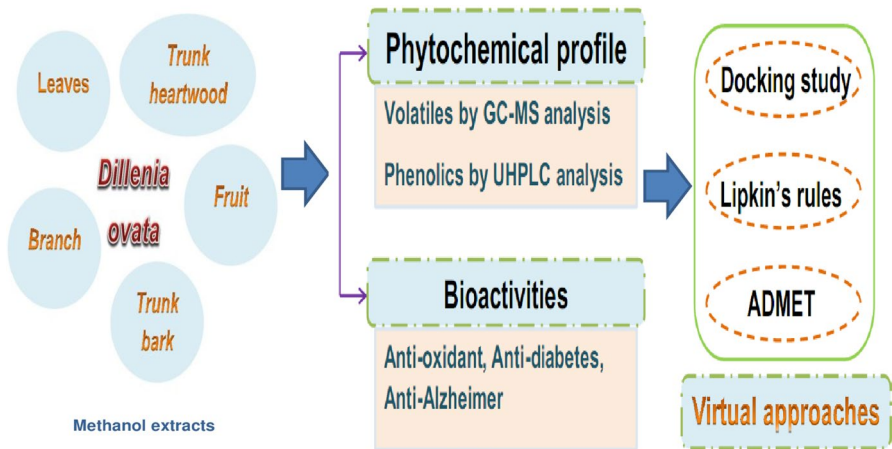 Leaves
Trunk
heartwood
Dillenia
ovata
Fruit
Branch
Trunk
bark
Methanol extracts
Phytochemical profile
Volatiles by GC-MS analysis
Phenolics by UHPLC analysis
Bioactivities
Anti-oxidant, Anti-diabetes,
Anti-Alzheimer
Docking study
Lipkin's rules
ADMET
Virtual approaches